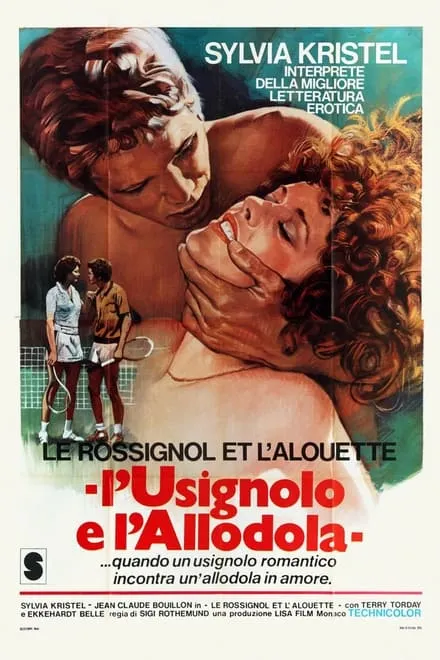 SYLVIA KRISTEL
INTERPRETE
DELLA MIGLIORE
LETTERATURA
EROTICA
LE ROSSIGNOL ET L'ALOUETTE
-l'Usignolo
e l'Allodola-
...quando un usignolo romantico
incontra un'allodola in amore.
S
SYLVIA KRISTEL - JEAN CLAUDE BOUILLON in - LE ROSSIGNOL ET L' ALOUETTE - con TERRY TORDAY
e EKKEHARDT BELLE regia di SIGI ROTHEMUND una produzione LISA FILM Monaco TECHNICOLOR